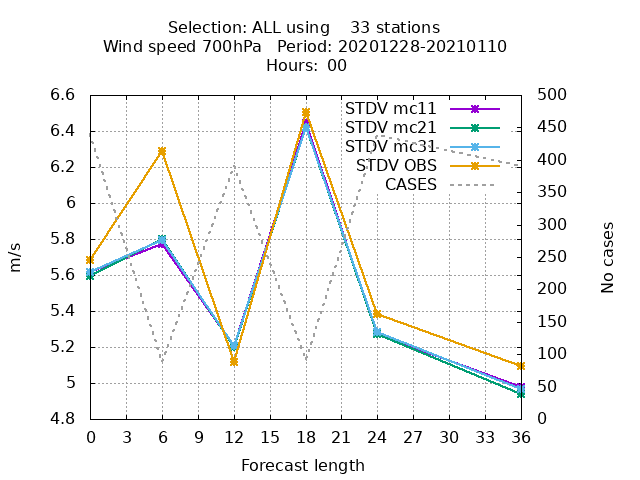 Selection: ALL using    33 stations
Wind speed 700hPa   Period: 20201228-20210110
Hours: 00
6.6
6.4
6.2
6
5.8
5.6
5.4
5.2
5
4.8
m/s
STDV mc11
STDV mc21
STDV mc31
STDV OBS
CASES
500
450
400
350
300
250
200
150
100
50
0
No cases
0 3 6 9 12 15 18 21 24 27 30 33 36
Forecast length